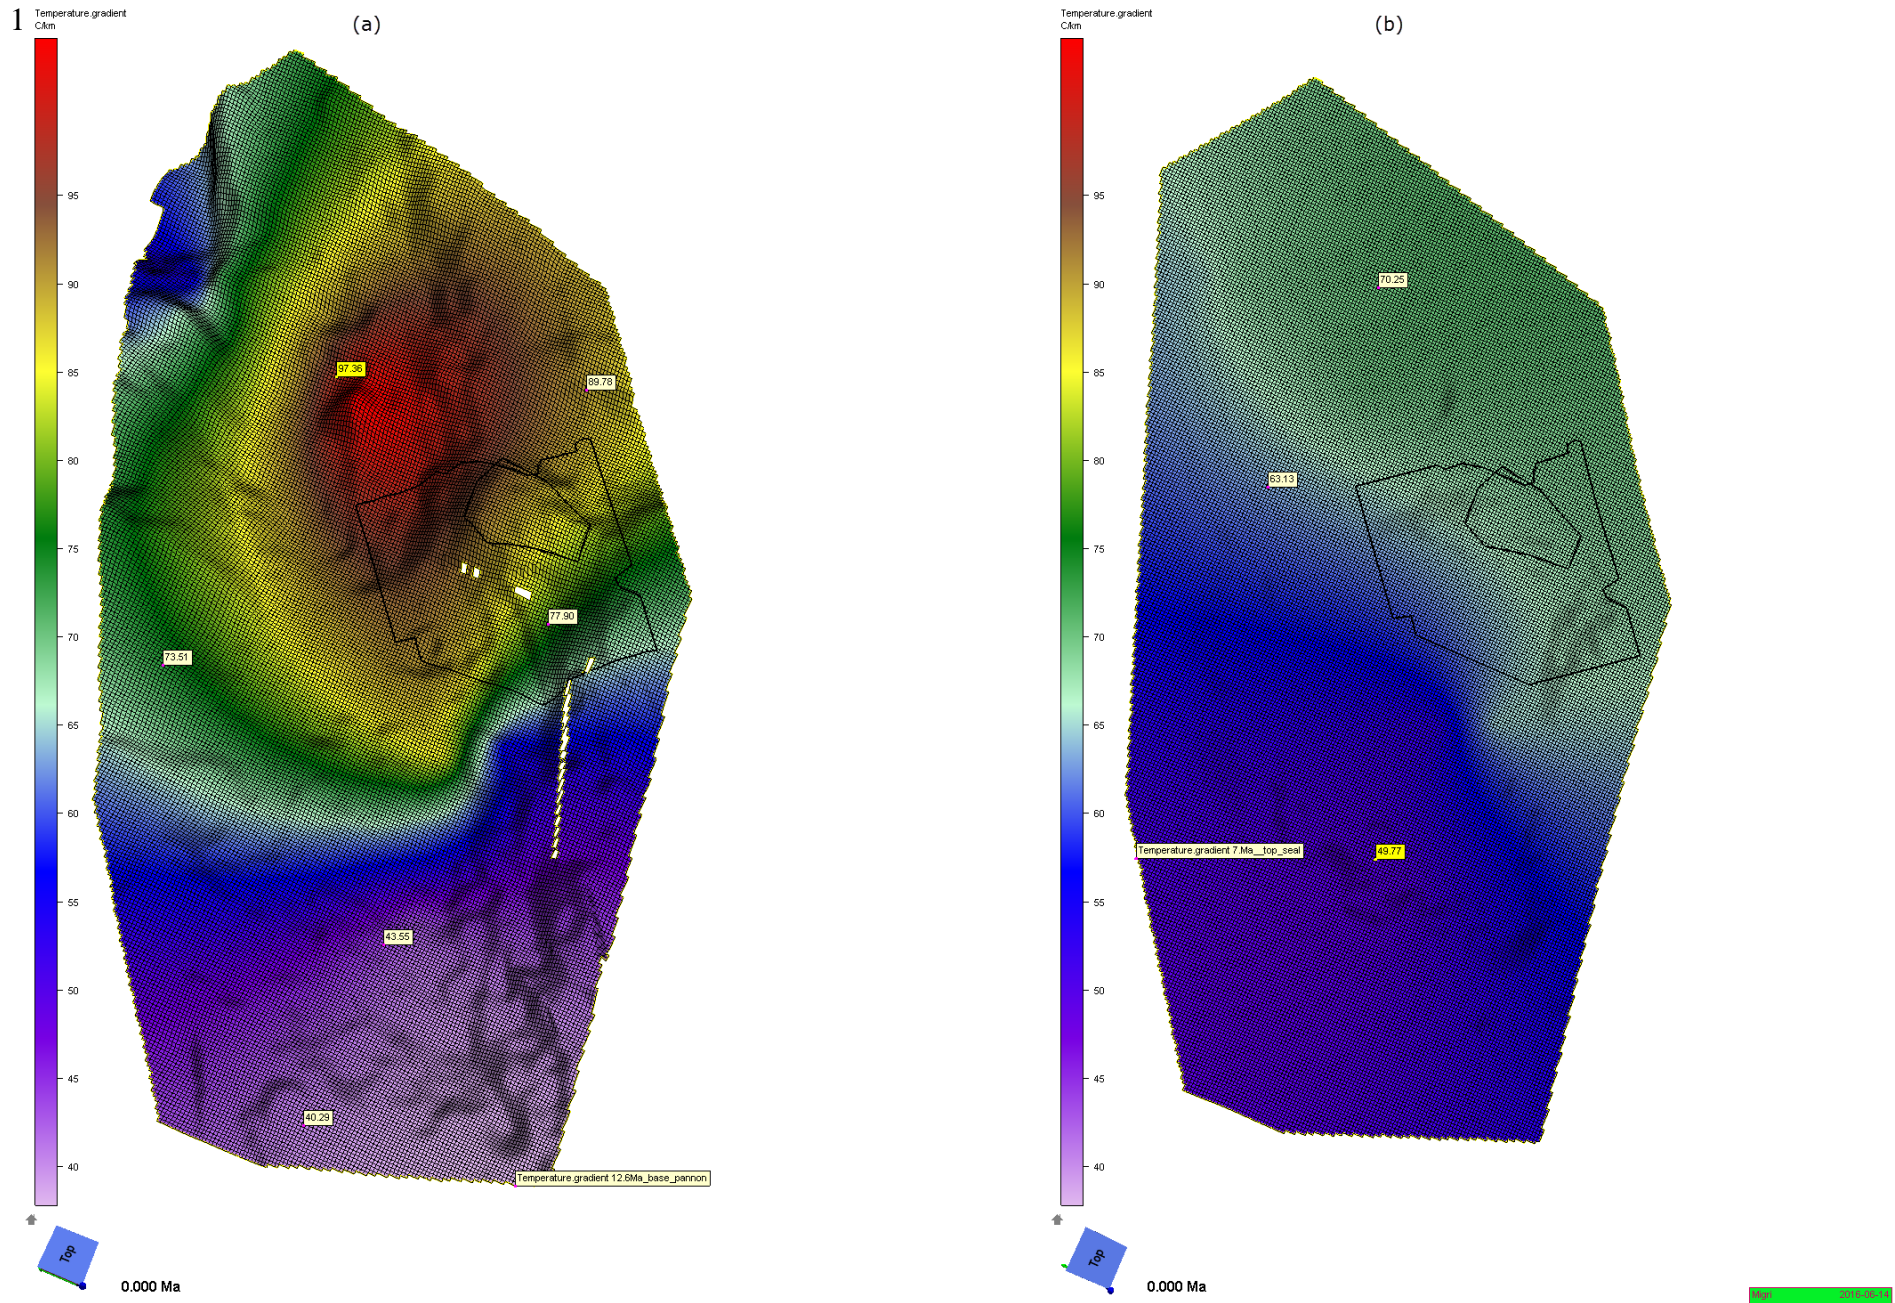 1
Temperature.gradient
C/km
(a)
95
90
85
80
75
70
65
60
55
50
45
40
97.36
89.78
77.90
73.51
43.55
40.29
Temperature.gradient 12.6Ma_base_pannon
Top
0.000 Ma
Temperature.gradient
C/km
(b)
95
90
85
80
75
70
65
60
55
50
45
40
70.25
63.13
Temperature.gradient 7.Ma__top_seal
49.77
Top
0.000 Ma
Migri 2016-06-14